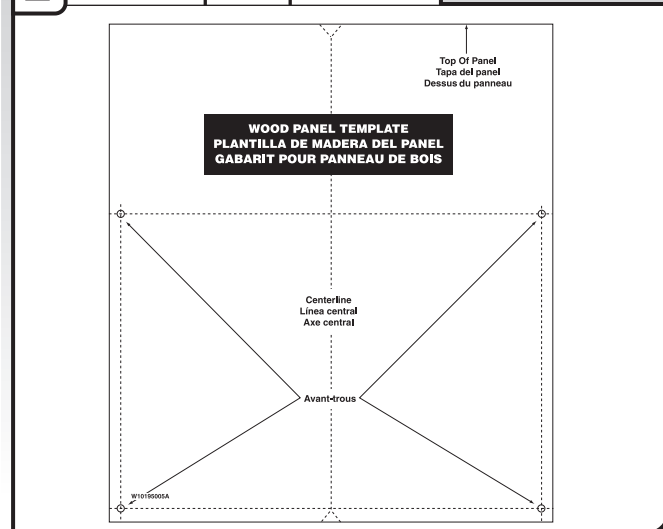 Top Of Panel
Tapa del panel
Dessus du panneau
WOOD PANEL TEMPLATE
PLANTILLA DE MADERA DEL PANEL
GABARIT POUR PANNEAU DE BOIS
Centerline
Línea central
Axe central
Avant-trous
W10195005A